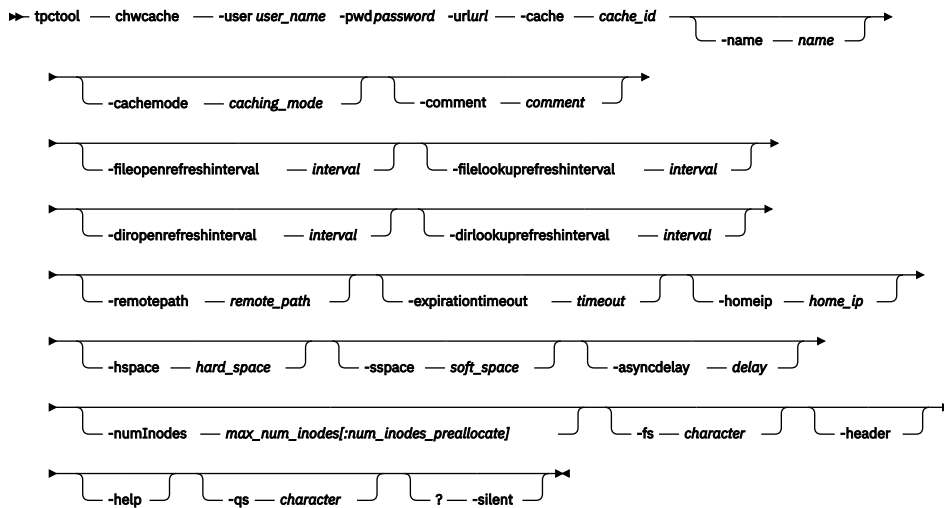 tpctool chwcache -user user_name -pwd password -url url -cache cache_id
-name name
-cachemode caching_mode -comment comment
-fileopenrefreshinterval interval -filelookuprefreshinterval interval
-diropenrefreshinterval interval -dirlookuprefreshinterval interval
-remotepath remote_path -expirationtimeout timeout -homeip home_ip
-hspace hard_space -sspace soft_space -asyncdelay delay
-numInodes max_num_inodes[:num_inodes_preallocate] -fs character -header
-help -qs character ? -silent